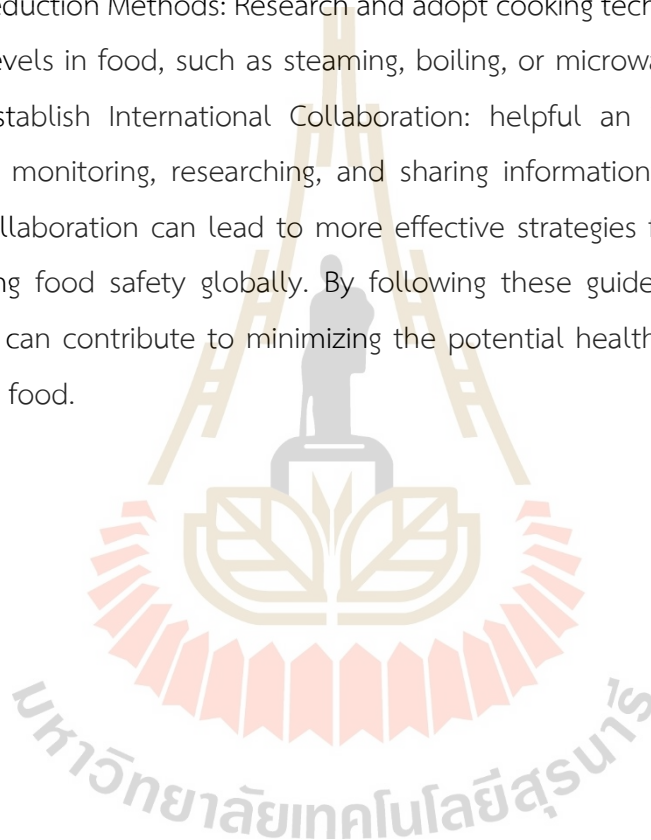 eduction Methods: Research and adopt cooking tech
evels in food, such as steaming, boiling, or microwa
stablish International Collaboration: helpful an
monitoring, researching, and sharing information
llaboration can lead to more effective strategies f
ng food safety globally. By following these guide
can contribute to minimizing the potential health
food.
มหาวิทยาลัยเทคโนโลยีสุรนารี